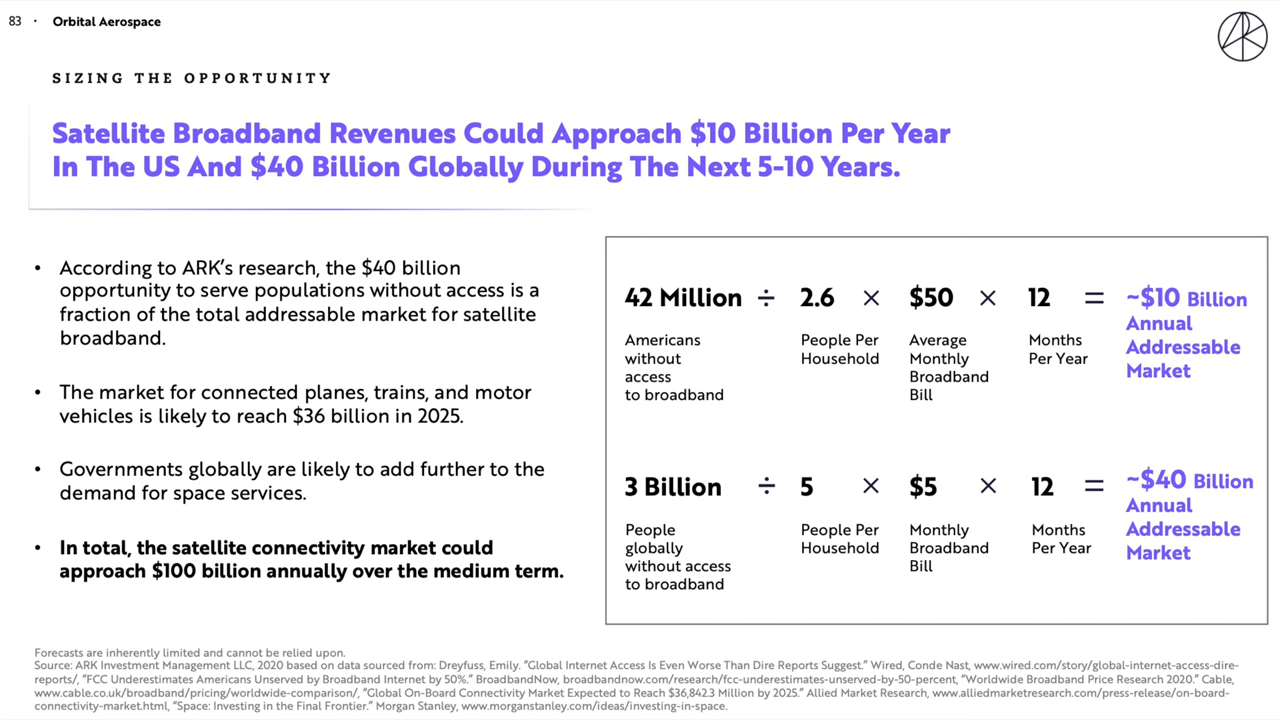 83 • Orbital Aerospace
SIZING THE OPPORTUNITY
Satellite Broadband Revenues Could Approach $10 Billion Per Year
In The US And $40 Billion Globally During The Next 5-10 Years.
• According to ARK’s research, the $40 billion
opportunity to serve populations without access is a
fraction of the total addressable market for satellite
broadband.
• The market for connected planes, trains, and motor
vehicles is likely to reach $36 billion in 2025.
• Governments globally are likely to add further to the
demand for space services.
• In total, the satellite connectivity market could
approach $100 billion annually over the medium term.
42 Million ÷ 2.6 × $50 × 12 = ~$10 Billion
Annual
Addressable
Market
Americans
without
access
to broadband
People Per
Household
Average
Monthly
Broadband
Bill
Months
Per Year
3 Billion ÷ 5 × $5 × 12 = ~$40 Billion
Annual
Addressable
Market
People
globally
without access
to broadband
People Per
Household
Monthly
Broadband
Bill
Months
Per Year
Forecasts are inherently limited and cannot be relied upon.
Source: ARK Investment Management LLC, 2020 based on data sourced from: Dreyfuss, Emily. “Global Internet Access Is Even Worse Than Dire Reports Suggest.” Wired, Conde Nast, www.wired.com/story/global-internet-access-dire-
reports/, “FCC Underestimates Americans Unserved by Broadband Internet by 50%.” BroadbandNow, broadbandnow.com/research/fcc-underestimates-unserved-by-50-percent, “Worldwide Broadband Price Research 2020.” Cable,
www.cable.co.uk/broadband/pricing/worldwide-comparison/, “Global On-Board Connectivity Market Expected to Reach $36,842.3 Million by 2025.” Allied Market Research, www.alliedmarketresearch.com/press-release/on-board-
connectivity-market.html, “Space: Investing in the Final Frontier.” Morgan Stanley, www.morganstanley.com/ideas/investing-in-space.
ARK